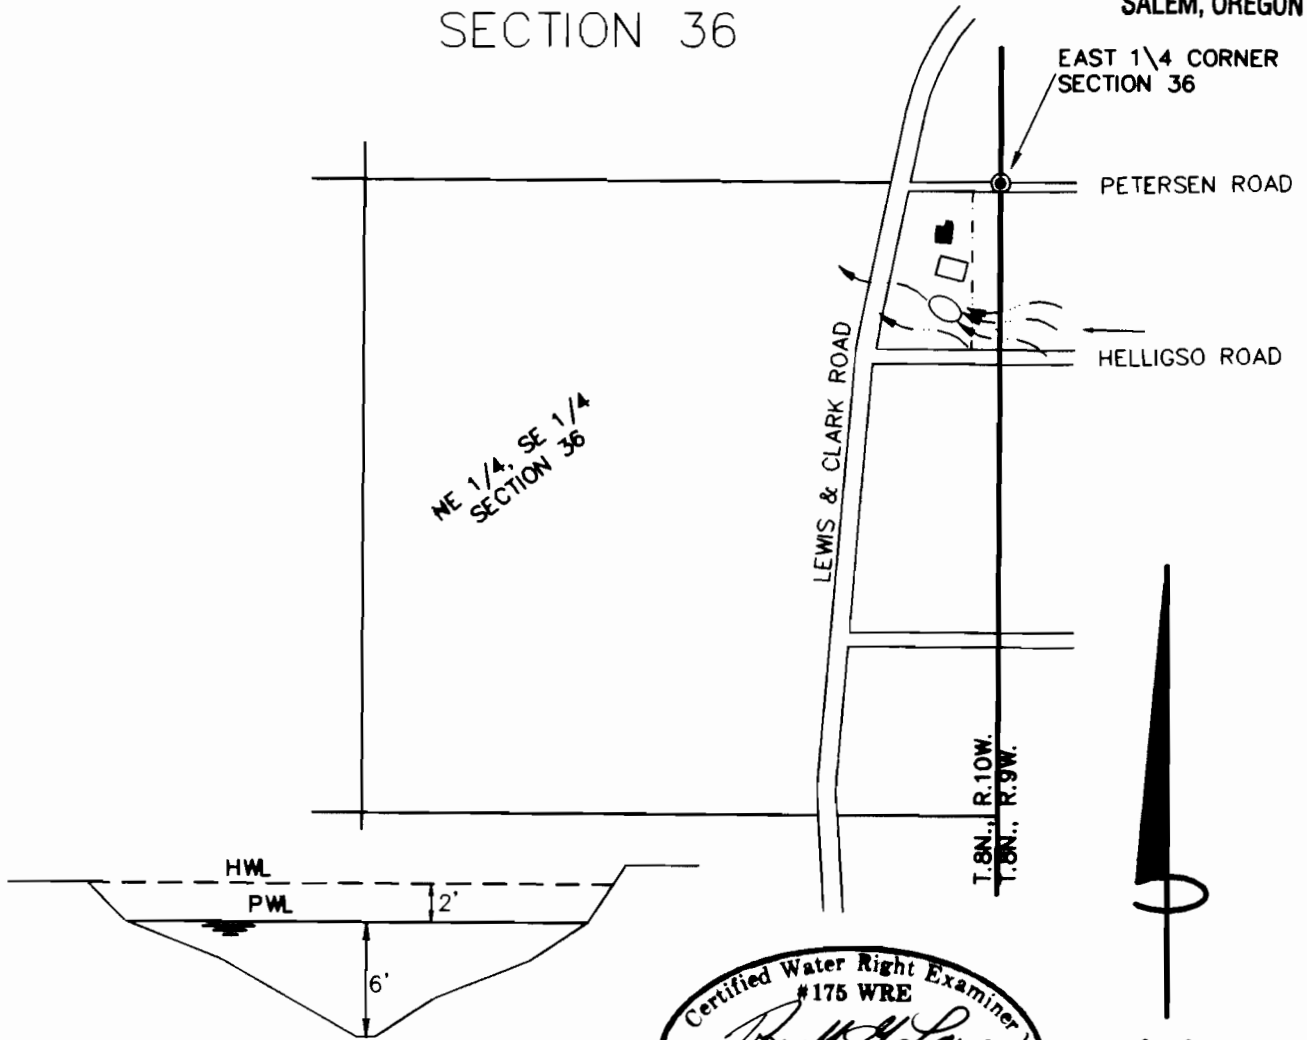 SALEM, OREGON
SECTION 36
EAST 1\4 CORNER
SECTION 36
PETERSEN ROAD
HELLIGSO ROAD
LEWIS & CLARK ROAD
NE 1/4, SE 1/4
SECTION 36
T.8N., R.10W.
T.8N., R.9W.
HWL
PWL
2'
6'
Certified Water Right Examiner
#175 WRE